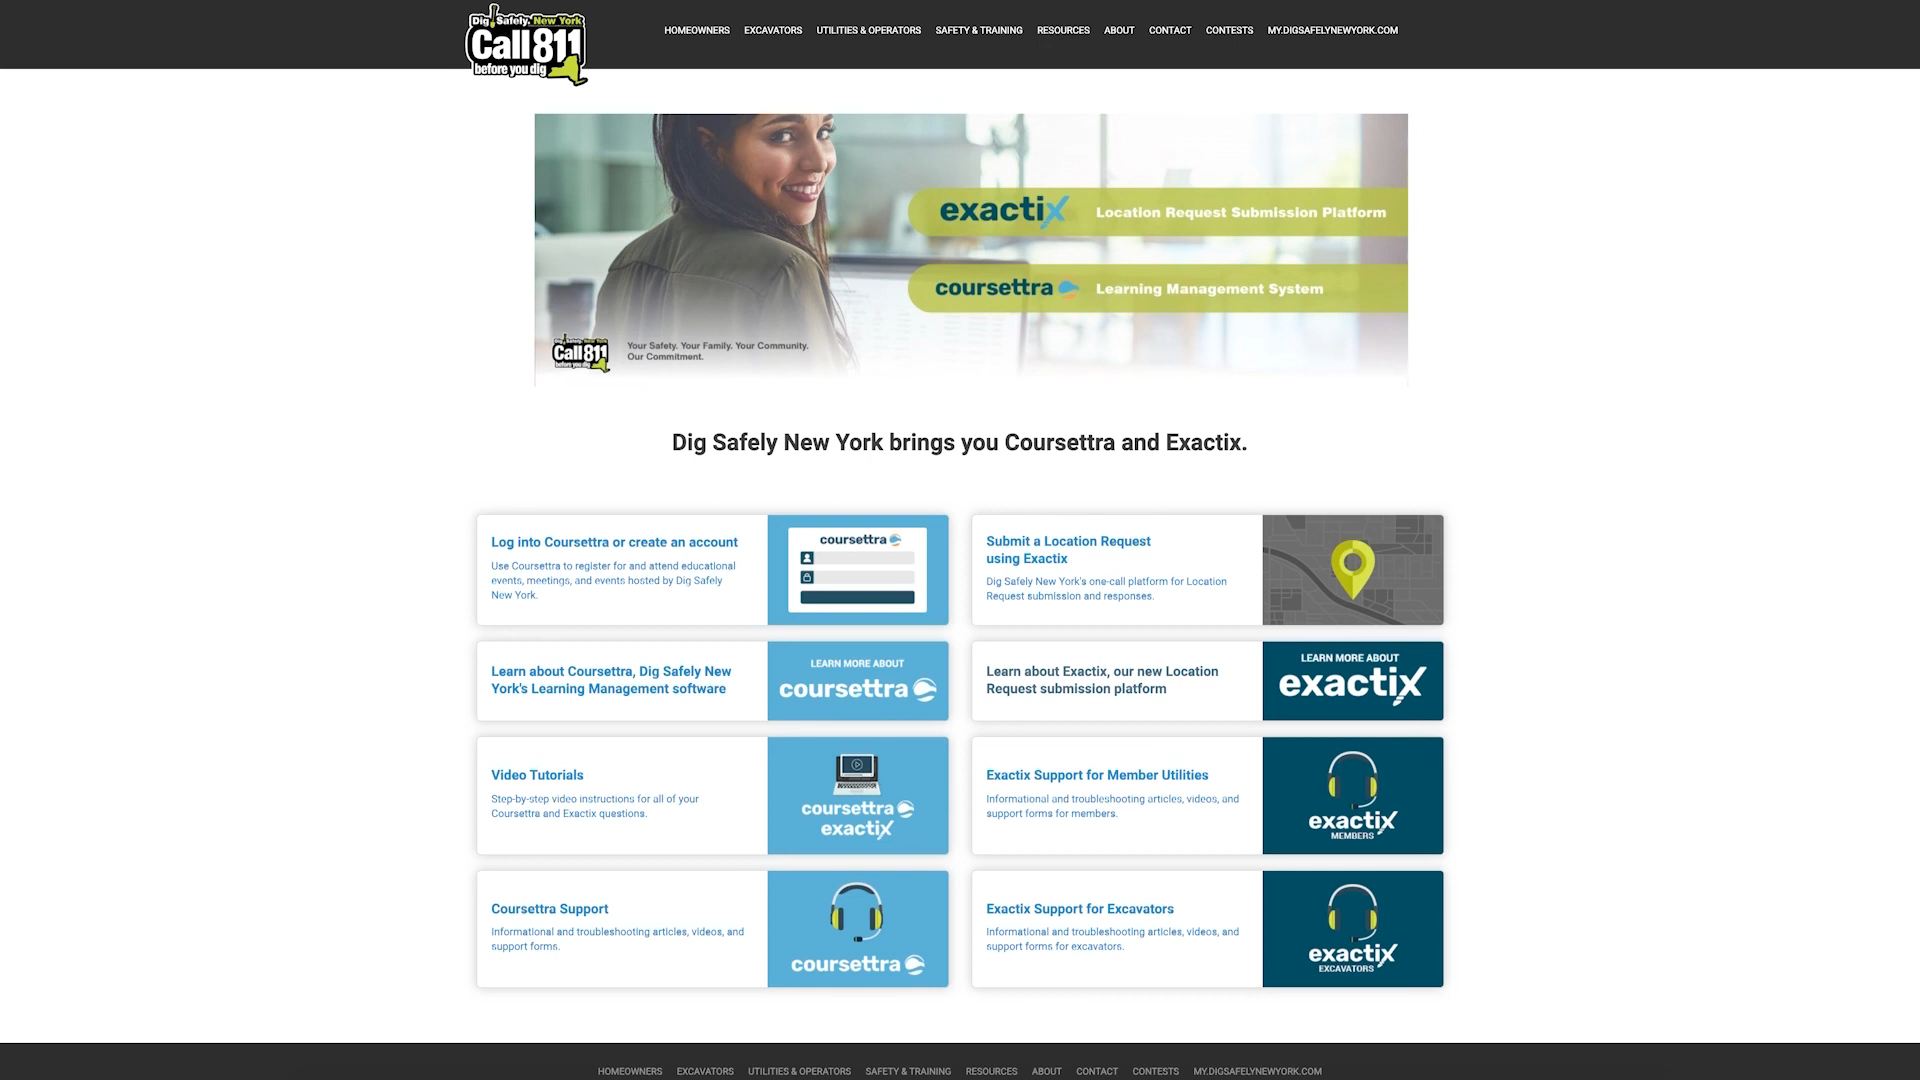 Dig Safely. New York
Call 811
before you dig
HOMEOWNERS EXCAVATORS UTILITIES & OPERATORS SAFETY & TRAINING RESOURCES ABOUT CONTACT CONTESTS MY.DIGSAFELYNEWYORK.COM
exactix Location Request Submission Platform
coursettra Learning Management System
Dig Safely. New York
Call 811
before you dig
Your Safety. Your Family. Your Community.
Our Commitment.
Dig Safely New York brings you Coursettra and Exactix.
Log into Coursettra or create an account
Use Coursettra to register for and attend educational
events, meetings, and events hosted by Dig Safely
New York.
coursettra
Submit a Location Request
using Exactix
Dig Safely New York's one-call platform for Location
Request submission and responses.
Learn about Coursettra, Dig Safely New
York's Learning Management software
LEARN MORE ABOUT
coursettra
Learn about Exactix, our new Location
Request submission platform
LEARN MORE ABOUT
exactix
Video Tutorials
Step-by-step video instructions for all of your
Coursettra and Exactix questions.
coursettra
exactix
Exactix Support for Member Utilities
Informational and troubleshooting articles, videos, and
support forms for members.
exactix
MEMBERS
Coursettra Support
Informational and troubleshooting articles, videos, and
support forms.
coursettra
Exactix Support for Excavators
Informational and troubleshooting articles, videos, and
support forms for excavators.
exactix
EXCAVATORS
HOMEOWNERS EXCAVATORS UTILITIES & OPERATORS SAFETY & TRAINING RESOURCES ABOUT CONTACT CONTESTS MY.DIGSAFELYNEWYORK.COM